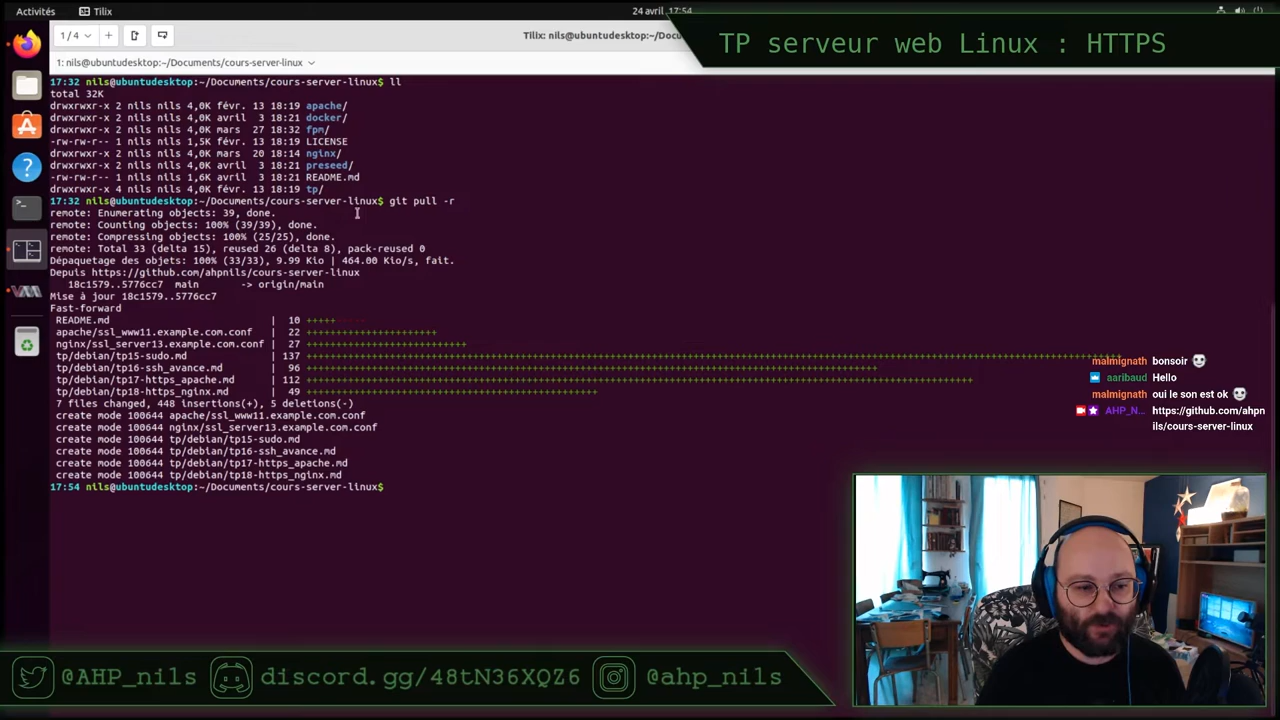 Activités
Tilix
24 avril 17:54
TP serveur web Linux : HTTPS
1 / 4
Tilix: nils@ubuntudesktop:~/Docu
1: nils@ubuntudesktop:~/Documents/cours-server-linux
17:32 nils@ubuntudesktop:~/Documents/cours-server-linux$ ll
total 32K
drwxrwxr-x 2 nils nils 4,0K févr. 13 18:19 apache/
drwxrwxr-x 2 nils nils 4,0K avril  3 18:21 docker/
drwxrwxr-x 2 nils nils 4,0K mars  27 18:32 fpm/
-rw-rw-r-- 1 nils nils 1,5K févr. 13 18:19 LICENSE
drwxrwxr-x 2 nils nils 4,0K mars  20 18:14 nginx/
drwxrwxr-x 2 nils nils 4,0K avril  3 18:21 preseed/
-rw-rw-r-- 1 nils nils 1,6K avril  3 18:21 README.md
drwxrwxr-x 4 nils nils 4,0K févr. 13 18:19 tp/
17:32 nils@ubuntudesktop:~/Documents/cours-server-linux$ git pull -r
remote: Enumerating objects: 39, done.
remote: Counting objects: 100% (39/39), done.
remote: Compressing objects: 100% (25/25), done.
remote: Total 33 (delta 15), reused 26 (delta 8), pack-reused 0
Dépaquetage des objets: 100% (33/33), 9.99 Kio | 464.00 Kio/s, fait.
Depuis https://github.com/ahpnils/cours-server-linux
18c1579..5776cc7  main       -> origin/main
Mise à jour 18c1579..5776cc7
Fast-forward
README.md | 10 +++++-----
apache/ssl_www11.example.com.conf | 22 ++++++++++++++++++++++
nginx/ssl_server13.example.com.conf | 27 +++++++++++++++++++++++++++
tp/debian/tp15-sudo.md | 137 +++++++++++++++++++++++++++++++++++++++++++++++++++++++++++++++++++++++++++++++++++++++++++++++++++++++++++++++++++++++++++++++++++++++++
tp/debian/tp16-ssh_avance.md | 96 ++++++++++++++++++++++++++++++++++++++++++++++++++++++++++++++++++++++++++++++++++++++++++++++++
tp/debian/tp17-https_apache.md | 112 ++++++++++++++++++++++++++++++++++++++++++++++++++++++++++++++++++++++++++++++++++++++++++++++++++++++++++++++++
tp/debian/tp18-https_nginx.md | 49 +++++++++++++++++++++++++++++++++++++++++++++++++
7 files changed, 448 insertions(+), 5 deletions(-)
create mode 100644 apache/ssl_www11.example.com.conf
create mode 100644 nginx/ssl_server13.example.com.conf
create mode 100644 tp/debian/tp15-sudo.md
create mode 100644 tp/debian/tp16-ssh_avance.md
create mode 100644 tp/debian/tp17-https_apache.md
create mode 100644 tp/debian/tp18-https_nginx.md
17:54 nils@ubuntudesktop:~/Documents/cours-server-linux$
malmignath bonsoir
aaribaud Hello
malmignath oui le son est ok
AHP_N... https://github.com/ahpn
ils/cours-server-linux
@AHP_nils
discord.gg/48tN36XQZ6
@ahp_nils